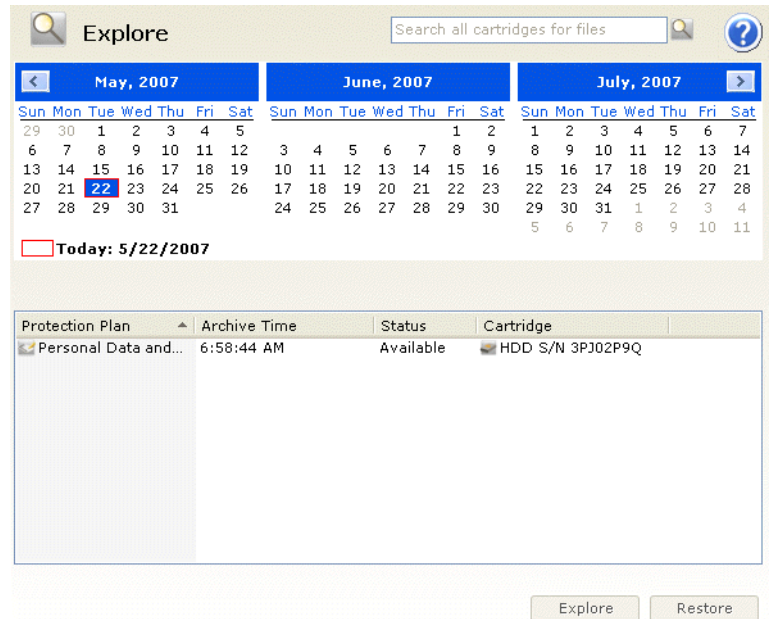 Explore Search all cartridges for files
< May, 2007 June, 2007 July, 2007 >
Sun Mon Tue Wed Thu Fri Sat Sun Mon Tue Wed Thu Fri Sat Sun Mon Tue Wed Thu Fri Sat
29 30 1 2 3 4 5 1 2 1 2 3 4 5 6 7
6 7 8 9 10 11 12 3 4 5 6 7 8 9 8 9 10 11 12 13 14
13 14 15 16 17 18 19 10 11 12 13 14 15 16 15 16 17 18 19 20 21
20 21 22 23 24 25 26 17 18 19 20 21 22 23 22 23 24 25 26 27 28
27 28 29 30 31 24 25 26 27 28 29 30 29 30 31 1 2 3 4
5 6 7 8 9 10 11
Today: 5/22/2007
Protection Plan Archive Time Status Cartridge
Personal Data and... 6:58:44 AM Available HDD S/N 3PJ02P9Q
Explore Restore